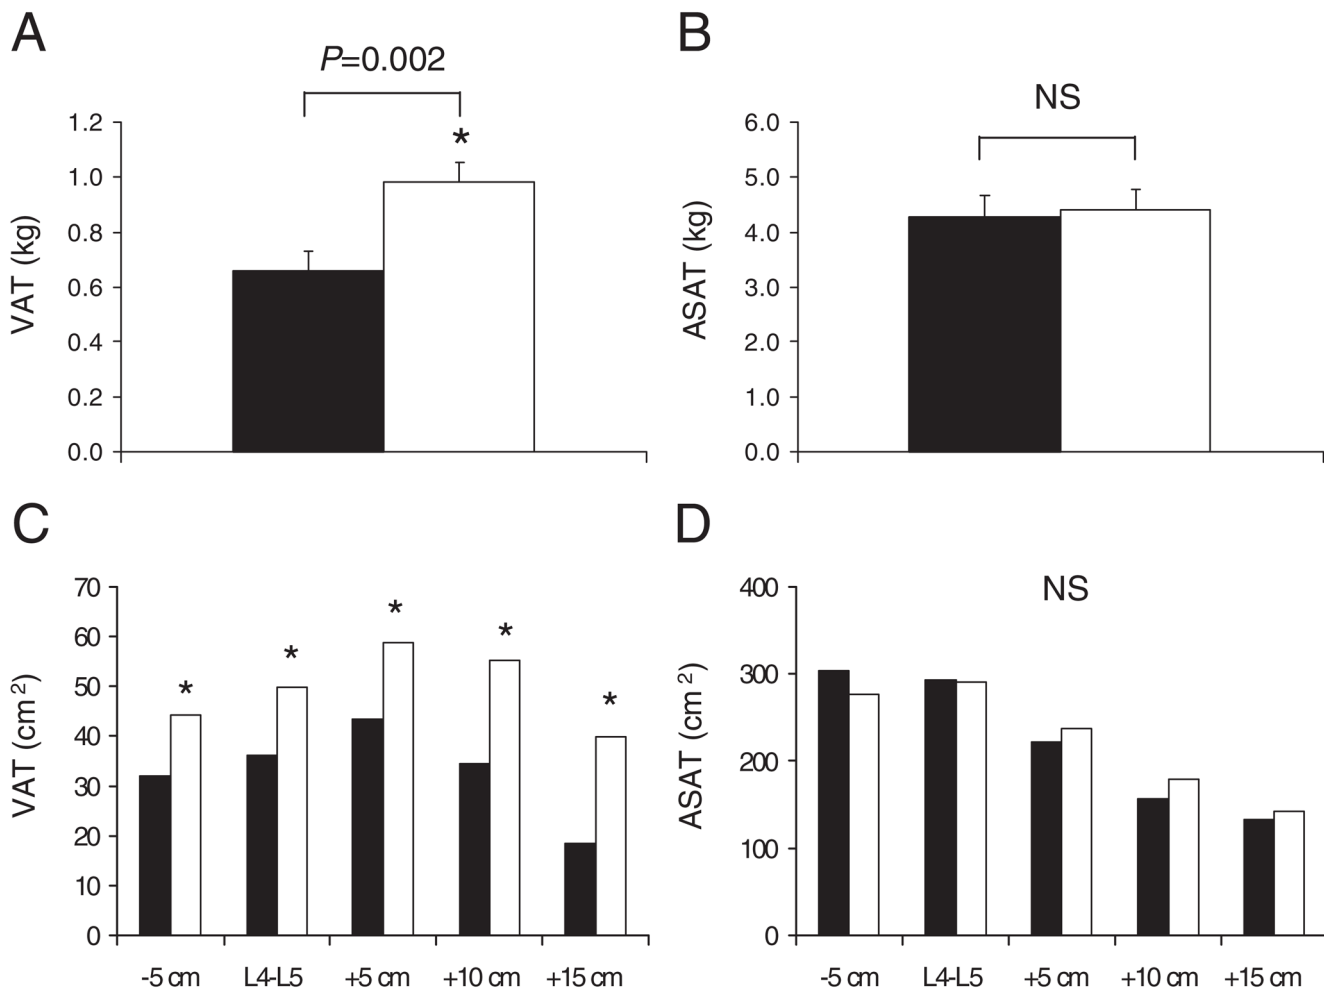 A
P=0.002
*
1.2
1.0
0.8
0.6
0.4
0.2
0.0
VAT (kg)
B
NS
6.0
5.0
4.0
3.0
2.0
1.0
0.0
ASAT (kg)
C
70
60
50
40
30
20
10
0
VAT (cm²)
* * * * *
-5 cm L4-L5 +5 cm +10 cm +15 cm
D
NS
400
300
200
100
0
ASAT (cm²)
-5 cm L4-L5 +5 cm +10 cm +15 cm